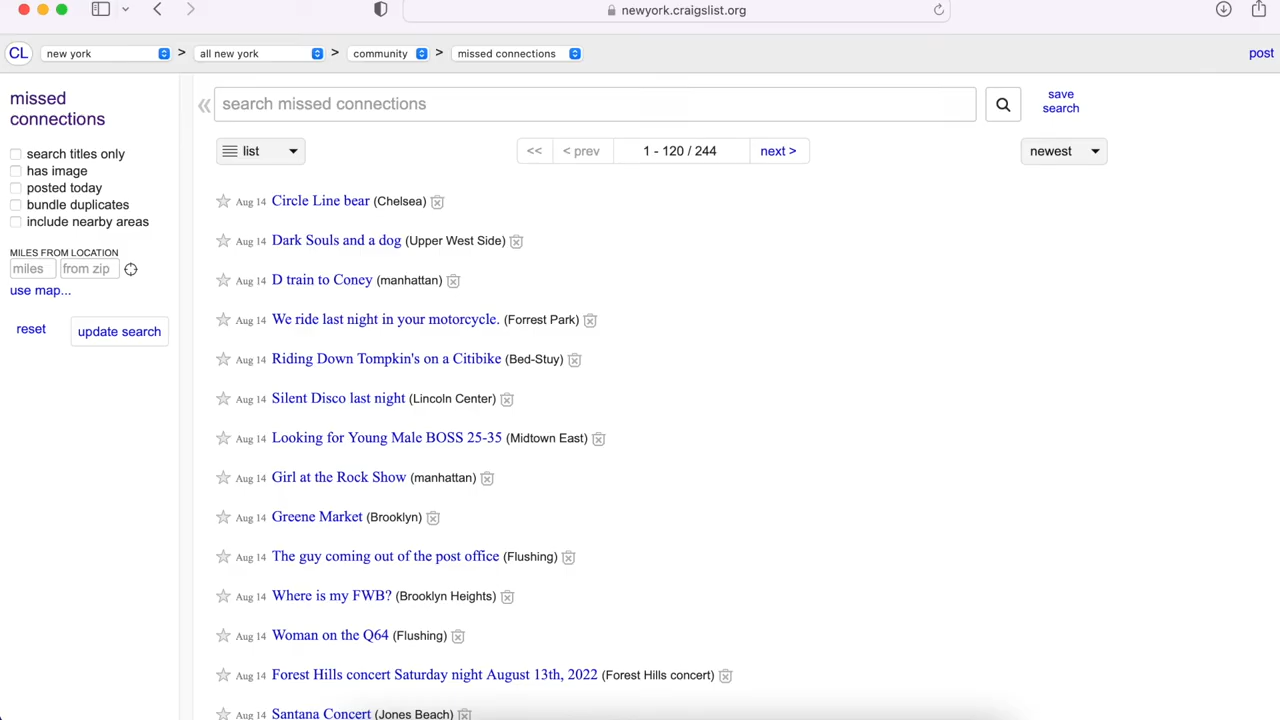 newyork.craigslist.org
CL new york > all new york > community > missed connections post
missed connections
search titles only
has image
posted today
bundle duplicates
include nearby areas
MILES FROM LOCATION
miles from zip
use map...
reset update search
« search missed connections save search
list << < prev 1 - 120 / 244 next > newest
Aug 14 Circle Line bear (Chelsea)
Aug 14 Dark Souls and a dog (Upper West Side)
Aug 14 D train to Coney (manhattan)
Aug 14 We ride last night in your motorcycle. (Forrest Park)
Aug 14 Riding Down Tompkin's on a Citibike (Bed-Stuy)
Aug 14 Silent Disco last night (Lincoln Center)
Aug 14 Looking for Young Male BOSS 25-35 (Midtown East)
Aug 14 Girl at the Rock Show (manhattan)
Aug 14 Greene Market (Brooklyn)
Aug 14 The guy coming out of the post office (Flushing)
Aug 14 Where is my FWB? (Brooklyn Heights)
Aug 14 Woman on the Q64 (Flushing)
Aug 14 Forest Hills concert Saturday night August 13th, 2022 (Forest Hills concert)
Aug 14 Santana Concert (Jones Beach)